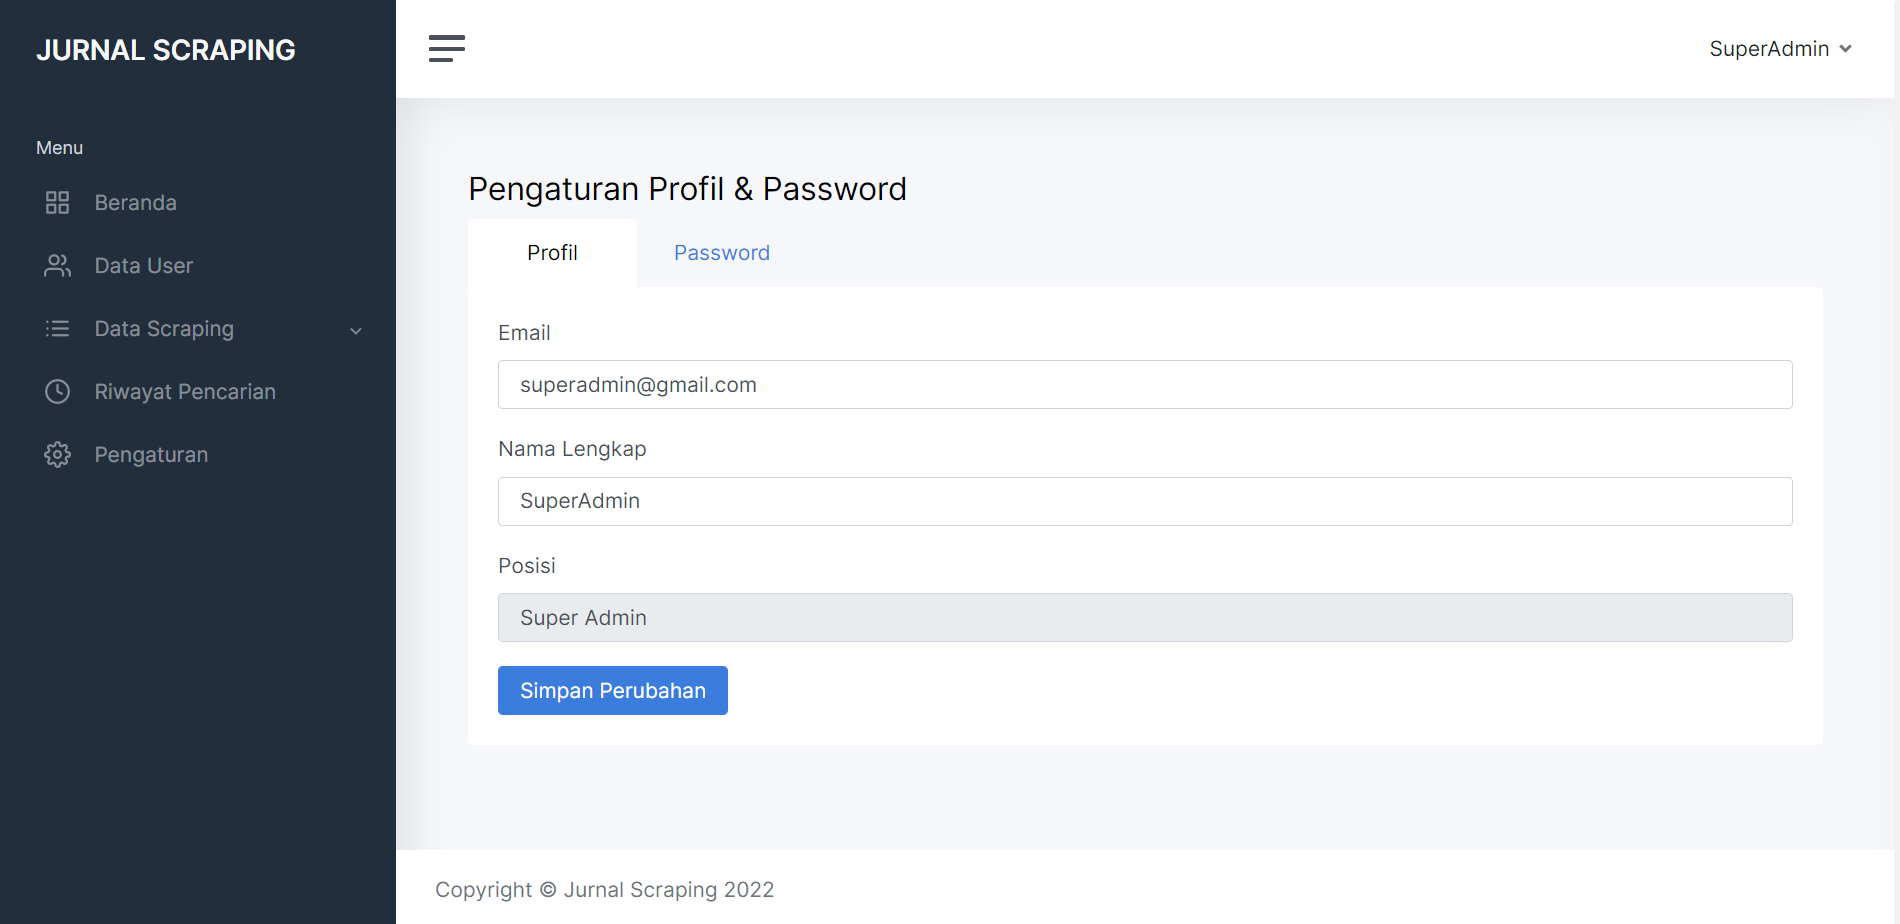 JURNAL SCRAPING
SuperAdmin
Menu
Beranda
Data User
Data Scraping
Riwayat Pencarian
Pengaturan
Pengaturan Profil & Password
Profil
Password
Email
superadmin@gmail.com
Nama Lengkap
SuperAdmin
Posisi
Super Admin
Simpan Perubahan
Copyright © Jurnal Scraping 2022